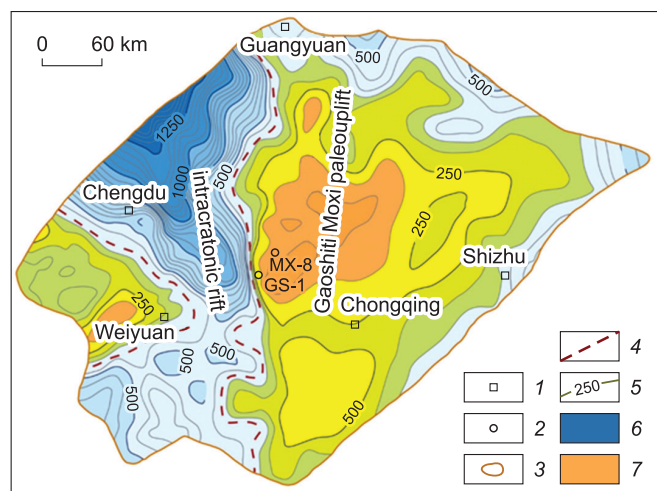 0 60 km
Guangyuan
500
500
1250
1000
Chengdu
intracratonic rift
Gaoshiti Moxi paleouplift
250
250
MX-8
GS-1
Shizhu
250
Weiyuan
Chongqing
500
500
500
500
1
2
3
4
250 5
6
7